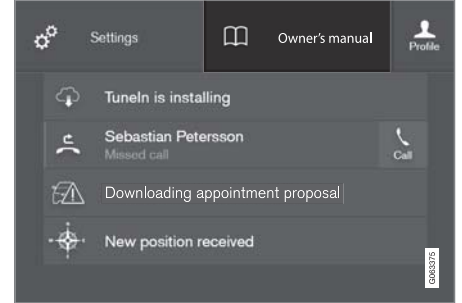 Settings
Owner's manual
Profile
TuneIn is installing
Sebastian Petersson
Missed call
Call
Downloading appointment proposal
New position received
G063375